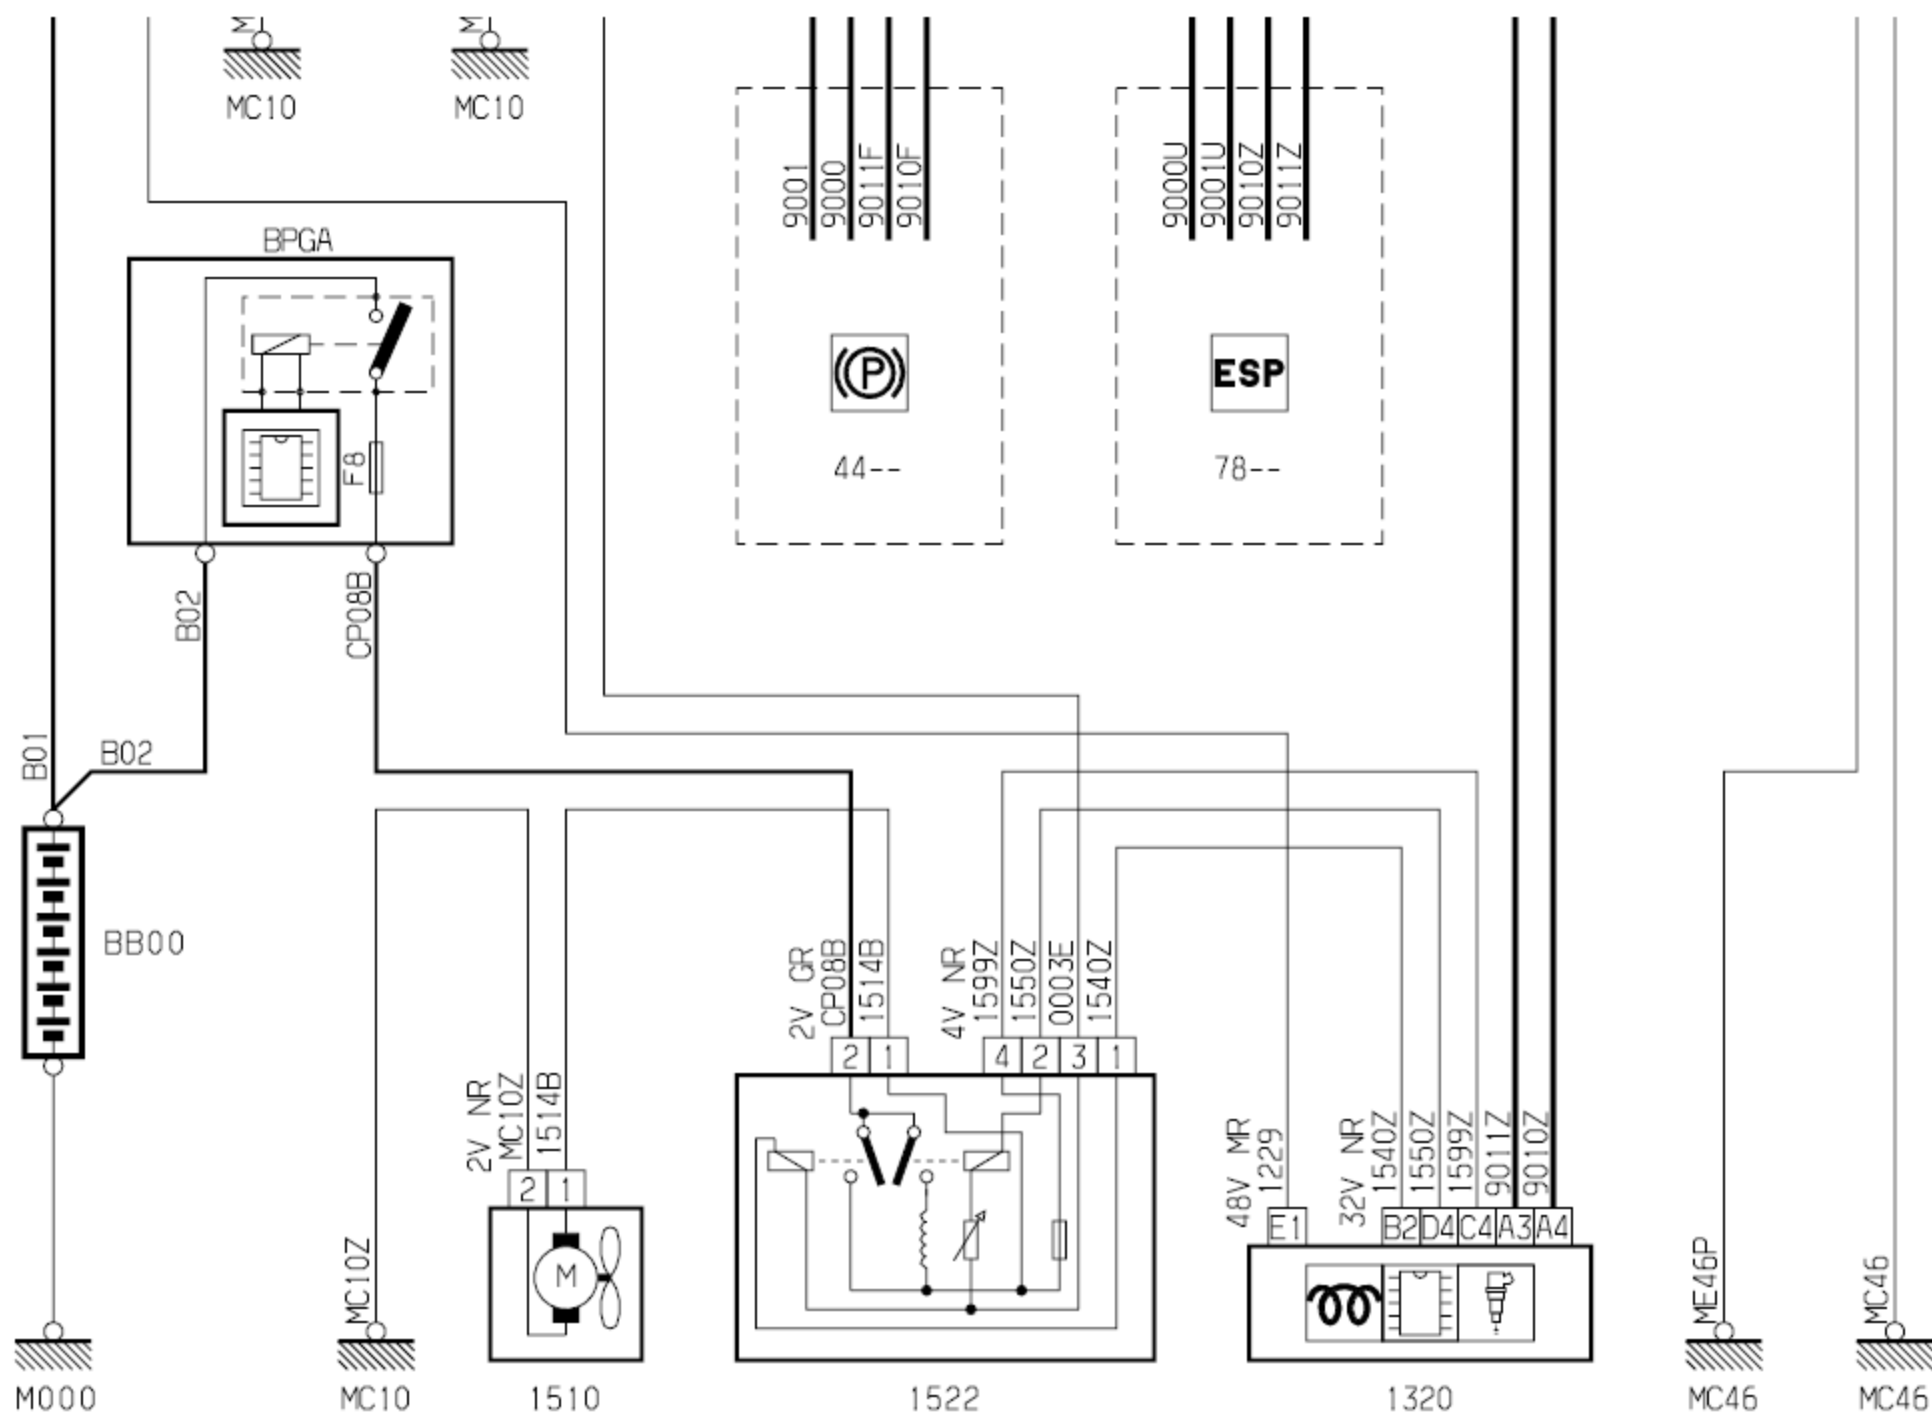 M
M
MC10
MC10
9001
9000
9011F
9010F
9000U
9001U
9010Z
9011Z
BPGA
P
ESP
F8
44--
78--
B02
CP08B
B01
B02
BB00
2V GR
CP08B
1514B
4V NR
1599Z
1550Z
0003E
1540Z
2 1
4 2 3 1
2V NR
MC10Z
1514B
48V MR
1229
32V NR
1540Z
1550Z
1599Z
9011Z
9010Z
2 1
E1
B2 D4 C4 A3 A4
MC10Z
M
ME46P
MC46
M000
MC10
1510
1522
1320
MC46
MC46